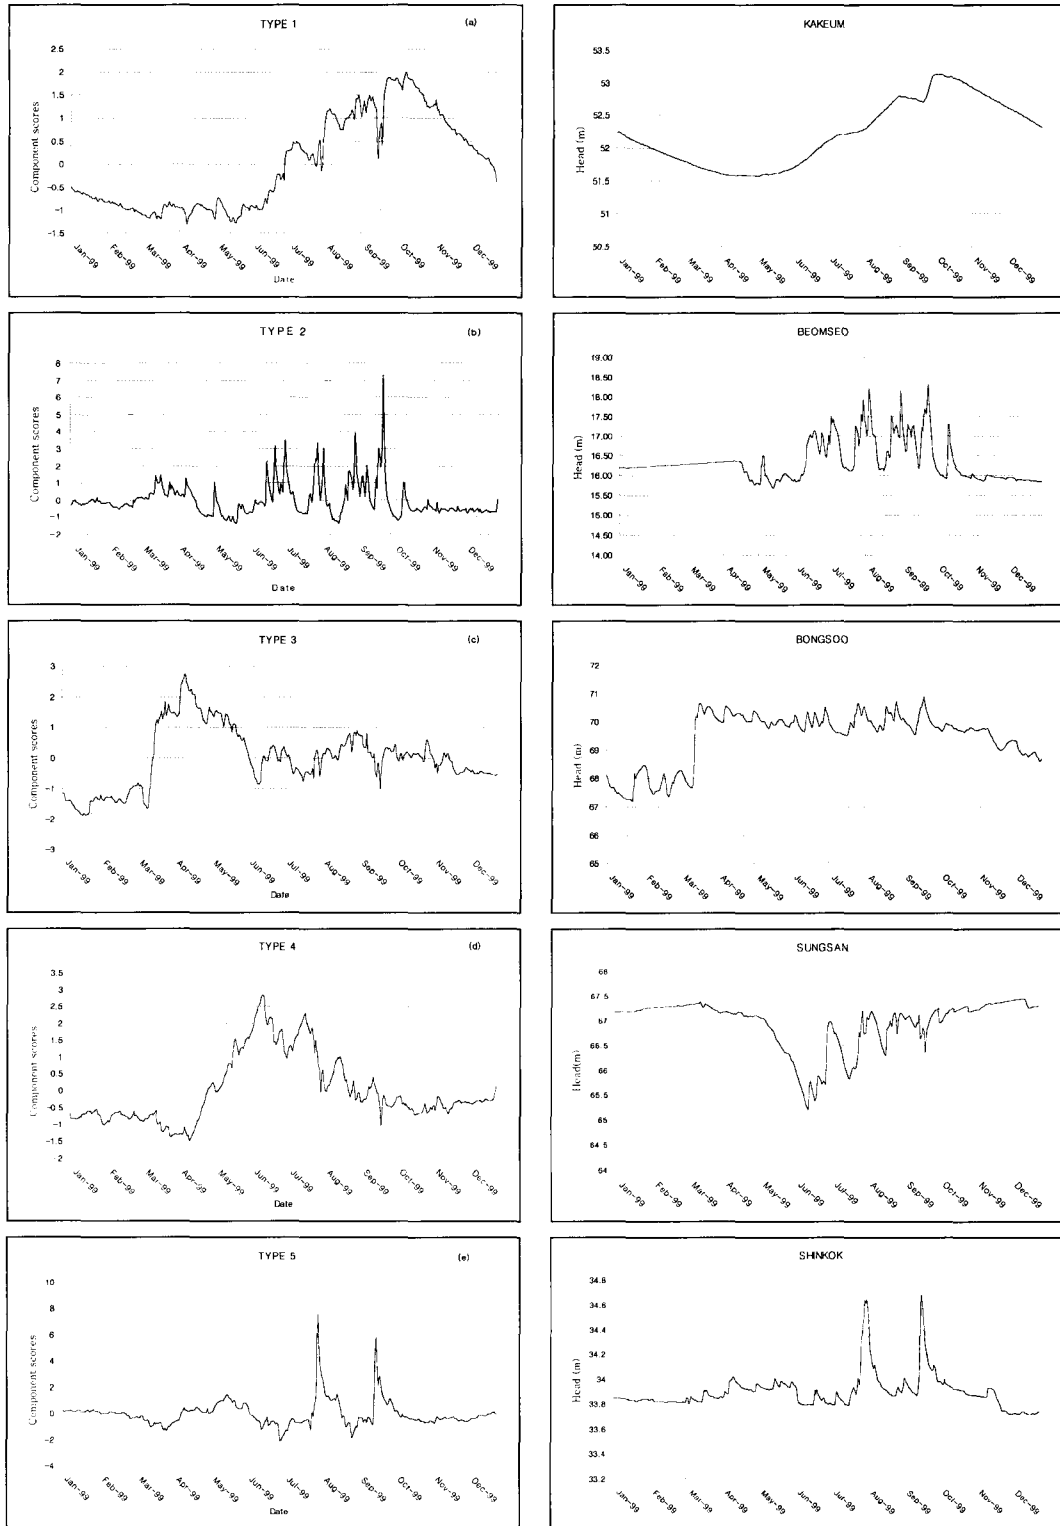 TYPE 1
(a)
Component scores
2.5
2
1.5
1
0.5
0
-0.5
-1
-1.5
Jan-99 Feb-99 Mar-99 Apr-99 May-99 Jun-99 Jul-99 Aug-99 Sep-99 Oct-99 Nov-99 Dec-99
Date
KAKEUM
Head (m)
53.5
53
52.5
52
51.5
51
50.5
Jan-99 Feb-99 Mar-99 Apr-99 May-99 Jun-99 Jul-99 Aug-99 Sep-99 Oct-99 Nov-99 Dec-99
TYPE 2
(b)
Component scores
8
7
6
5
4
3
2
1
0
-1
-2
Jan-99 Feb-99 Mar-99 Apr-99 May-99 Jun-99 Jul-99 Aug-99 Sep-99 Oct-99 Nov-99 Dec-99
Date
BEOMSEO
Head (m)
19.00
18.50
18.00
17.50
17.00
16.50
16.00
15.50
15.00
14.50
14.00
Jan-99 Feb-99 Mar-99 Apr-99 May-99 Jun-99 Jul-99 Aug-99 Sep-99 Oct-99 Nov-99 Dec-99
TYPE 3
(c)
Component scores
3
2
1
0
-1
-2
-3
Jan-99 Feb-99 Mar-99 Apr-99 May-99 Jun-99 Jul-99 Aug-99 Sep-99 Oct-99 Nov-99 Dec-99
Date
BONGSOO
Head (m)
72
71
70
69
68
67
66
65
Jan-99 Feb-99 Mar-99 Apr-99 May-99 Jun-99 Jul-99 Aug-99 Sep-99 Oct-99 Nov-99 Dec-99
TYPE 4
(d)
Component scores
3.5
3
2.5
2
1.5
1
0.5
0
-0.5
-1
-1.5
-2
Jan-99 Feb-99 Mar-99 Apr-99 May-99 Jun-99 Jul-99 Aug-99 Sep-99 Oct-99 Nov-99 Dec-99
Date
SUNGSAN
Head(m)
68
67.5
67
66.5
66
65.5
65
64.5
64
Jan-99 Feb-99 Mar-99 Apr-99 May-99 Jun-99 Jul-99 Aug-99 Sep-99 Oct-99 Nov-99 Dec-99
TYPE 5
(e)
Component scores
10
8
6
4
2
0
-2
-4
Jan-99 Feb-99 Mar-99 Apr-99 May-99 Jun-99 Jul-99 Aug-99 Sep-99 Oct-99 Nov-99 Dec-99
Date
SHINKOK
Head (m)
34.8
34.6
34.4
34.2
34
33.8
33.6
33.4
33.2
Jan-99 Feb-99 Mar-99 Apr-99 May-99 Jun-99 Jul-99 Aug-99 Sep-99 Oct-99 Nov-99 Dec-99